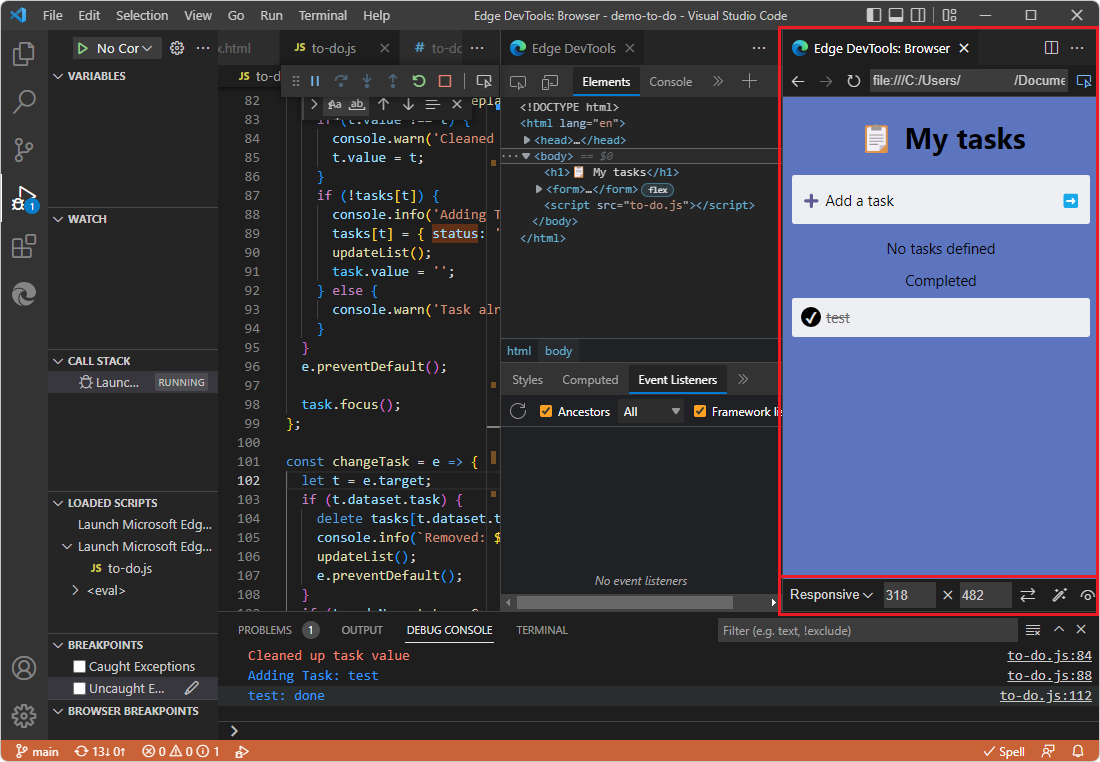 File Edit Selection View Go Run Terminal Help
Edge DevTools: Browser - demo-to-do - Visual Studio Code
No Cor
VARIABLES
WATCH
CALL STACK
Launc...
RUNNING
LOADED SCRIPTS
Launch Microsoft Edg...
Launch Microsoft Edg...
JS to-do.js
<eval>
BREAKPOINTS
Caught Exceptions
Uncaught E...
BROWSER BREAKPOINTS
1
x.html
JS to-do.js
# to-dc
JS to-d
Aa ab
82
83 if (t.value !== t) {
84 console.warn('Cleaned
85 t.value = t;
86 }
87 if (!tasks[t]) {
88 console.info('Adding T
89 tasks[t] = { status: '
90 updateList();
91 task.value = '';
92 } else {
93 console.warn('Task alr
94 }
95 }
96 e.preventDefault();
97
98 task.focus();
99 };
100
101 const changeTask = e => {
102 let t = e.target;
103 if (t.dataset.task) {
104 delete tasks[t.dataset.t
105 console.info(`Removed: $
106 updateList();
107 e.preventDefault();
108 }
Edge DevTools
Elements
Console
<!DOCTYPE html>
<html lang="en">
<head>…</head>
<body> == $0
<h1>📋 My tasks</h1>
<form>…</form> flex
<script src="to-do.js"></script>
</body>
</html>
html body
Styles Computed Event Listeners
Ancestors All Framework lis
No event listeners
Edge DevTools: Browser
file:///C:/Users/ /Docume
My tasks
Add a task
No tasks defined
Completed
test
Responsive 318 × 482
PROBLEMS 1 OUTPUT DEBUG CONSOLE TERMINAL
Filter (e.g. text, !exclude)
Cleaned up task value to-do.js:84
Adding Task: test to-do.js:88
test: done to-do.js:112
main 13↓ 0↑ 0 0 1
Spell